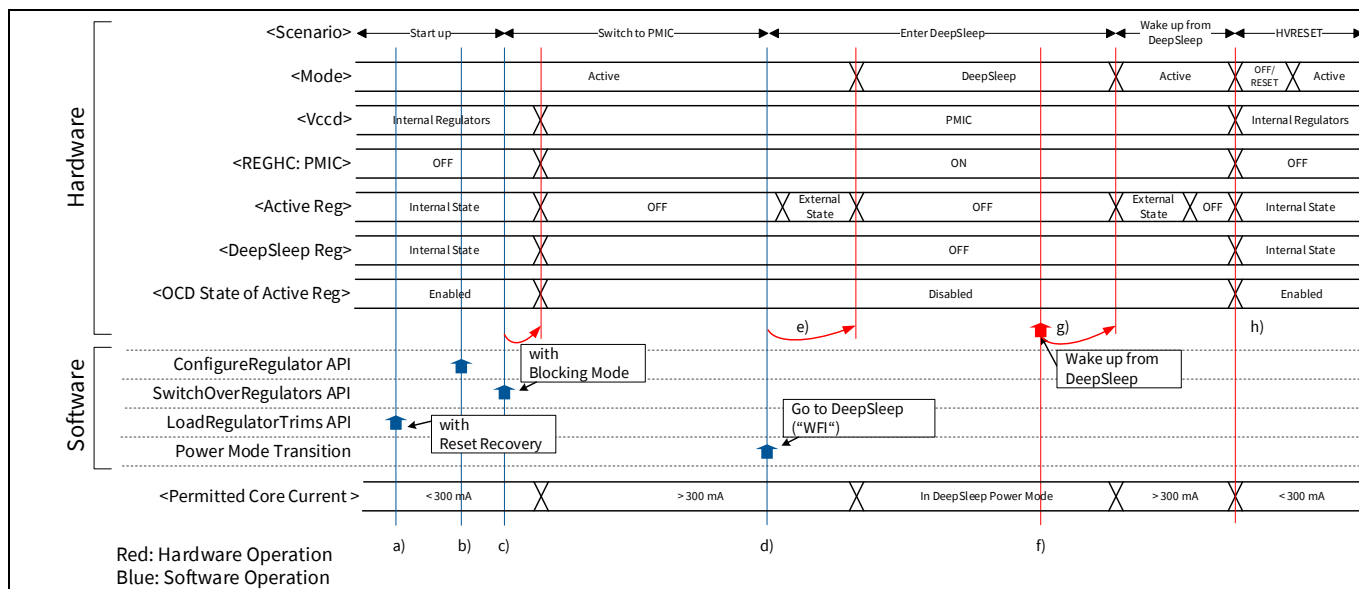 Hardware
<Scenario>
Start up
Switch to PMIC
Enter DeepSleep
Wake up from
DeepSleep
HVRESET
<Mode>
Active
DeepSleep
Active
OFF/
RESET
Active
<Vccd>
Internal Regulators
PMIC
Internal Regulators
<REGHC: PMIC>
OFF
ON
OFF
<Active Reg>
Internal State
OFF
External
State
OFF
External
State
OFF
Internal State
<DeepSleep Reg>
Internal State
OFF
Internal State
<OCD State of Active Reg>
Enabled
Disabled
Enabled
e)
g)
h)
Software
ConfigureRegulator API
with
Blocking Mode
Wake up from
DeepSleep
SwitchOverRegulators API
LoadRegulatorTrims API
with
Reset Recovery
Go to DeepSleep
(“WFI“)
Power Mode Transition
<Permitted Core Current >
< 300 mA
> 300 mA
In DeepSleep Power Mode
> 300 mA
< 300 mA
a)
b)
c)
d)
f)
Red: Hardware Operation
Blue: Software Operation